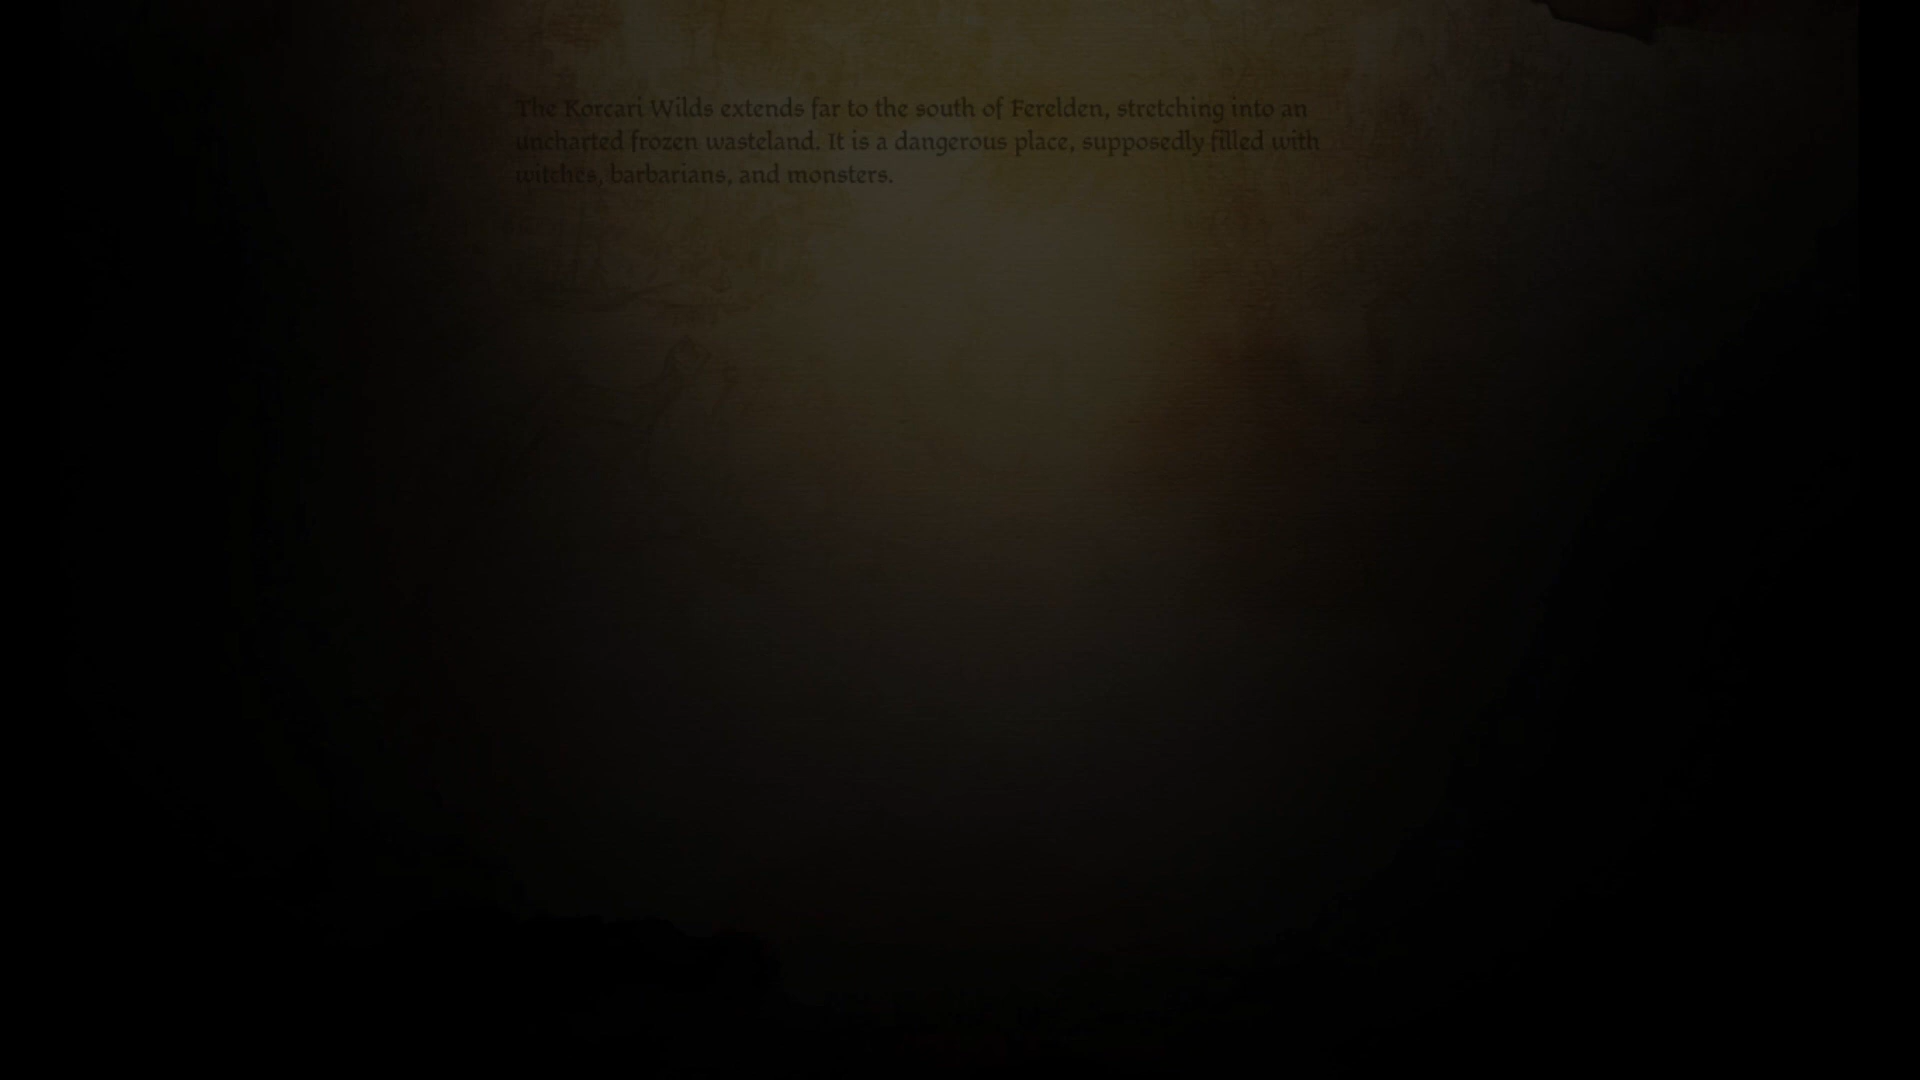 The Korcari Wilds extends far to the south of Ferelden, stretching into an
uncharted frozen wasteland. It is a dangerous place, supposedly filled with
witches, barbarians, and monsters.